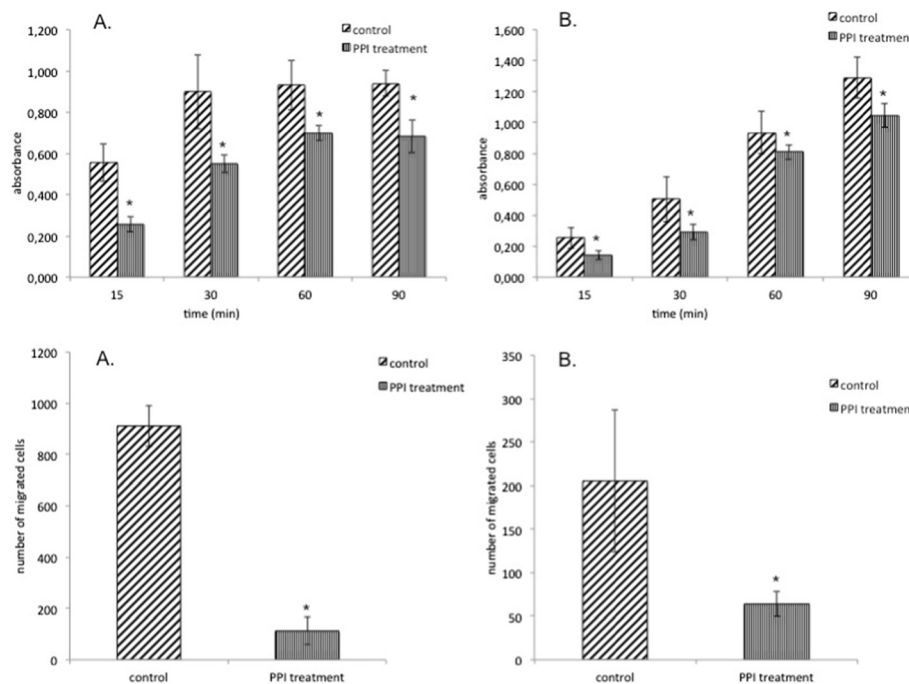 A.
control
PPI treatment
1,200
1,000
0,800
0,600
0,400
0,200
0,000
absorbance
*
*
*
*
15 30 60 90
time (min)
B.
control
PPI treatment
1,600
1,400
1,200
1,000
0,800
0,600
0,400
0,200
0,000
absorbance
*
*
*
*
15 30 60 90
time (min)
A.
control
PPI treatment
1200
1000
800
600
400
200
0
number of migrated cells
*
control PPI treatment
B.
control
PPI treatment
350
300
250
200
150
100
50
0
number of migrated cells
*
control PPI treatment